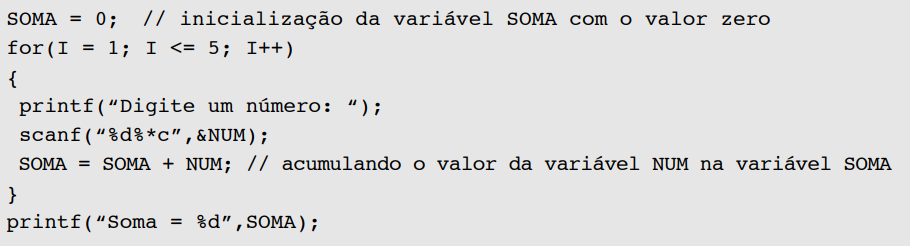 SOMA = 0;  // inicialização da variável SOMA com o valor zero
for(I = 1; I <= 5; I++)
{
 printf(“Digite um número: “);
 scanf(“%d%*c”,&NUM);
 SOMA = SOMA + NUM; // acumulando o valor da variável NUM na variável SOMA
}
printf(“Soma = %d”,SOMA);